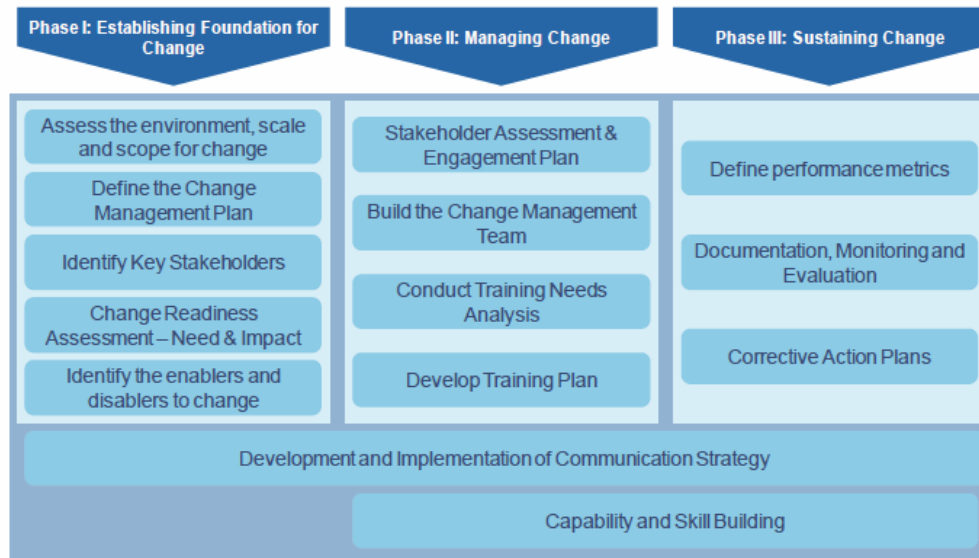 Phase I: Establishing Foundation for
Change
Phase II: Managing Change
Phase III: Sustaining Change
Assess the environment, scale
and scope for change
Define the Change
Management Plan
Identify Key Stakeholders
Change Readiness
Assessment – Need & Impact
Identify the enablers and
disablers to change
Stakeholder Assessment &
Engagement Plan
Build the Change Management
Team
Conduct Training Needs
Analysis
Develop Training Plan
Define performance metrics
Documentation, Monitoring and
Evaluation
Corrective Action Plans
Development and Implementation of Communication Strategy
Capability and Skill Building